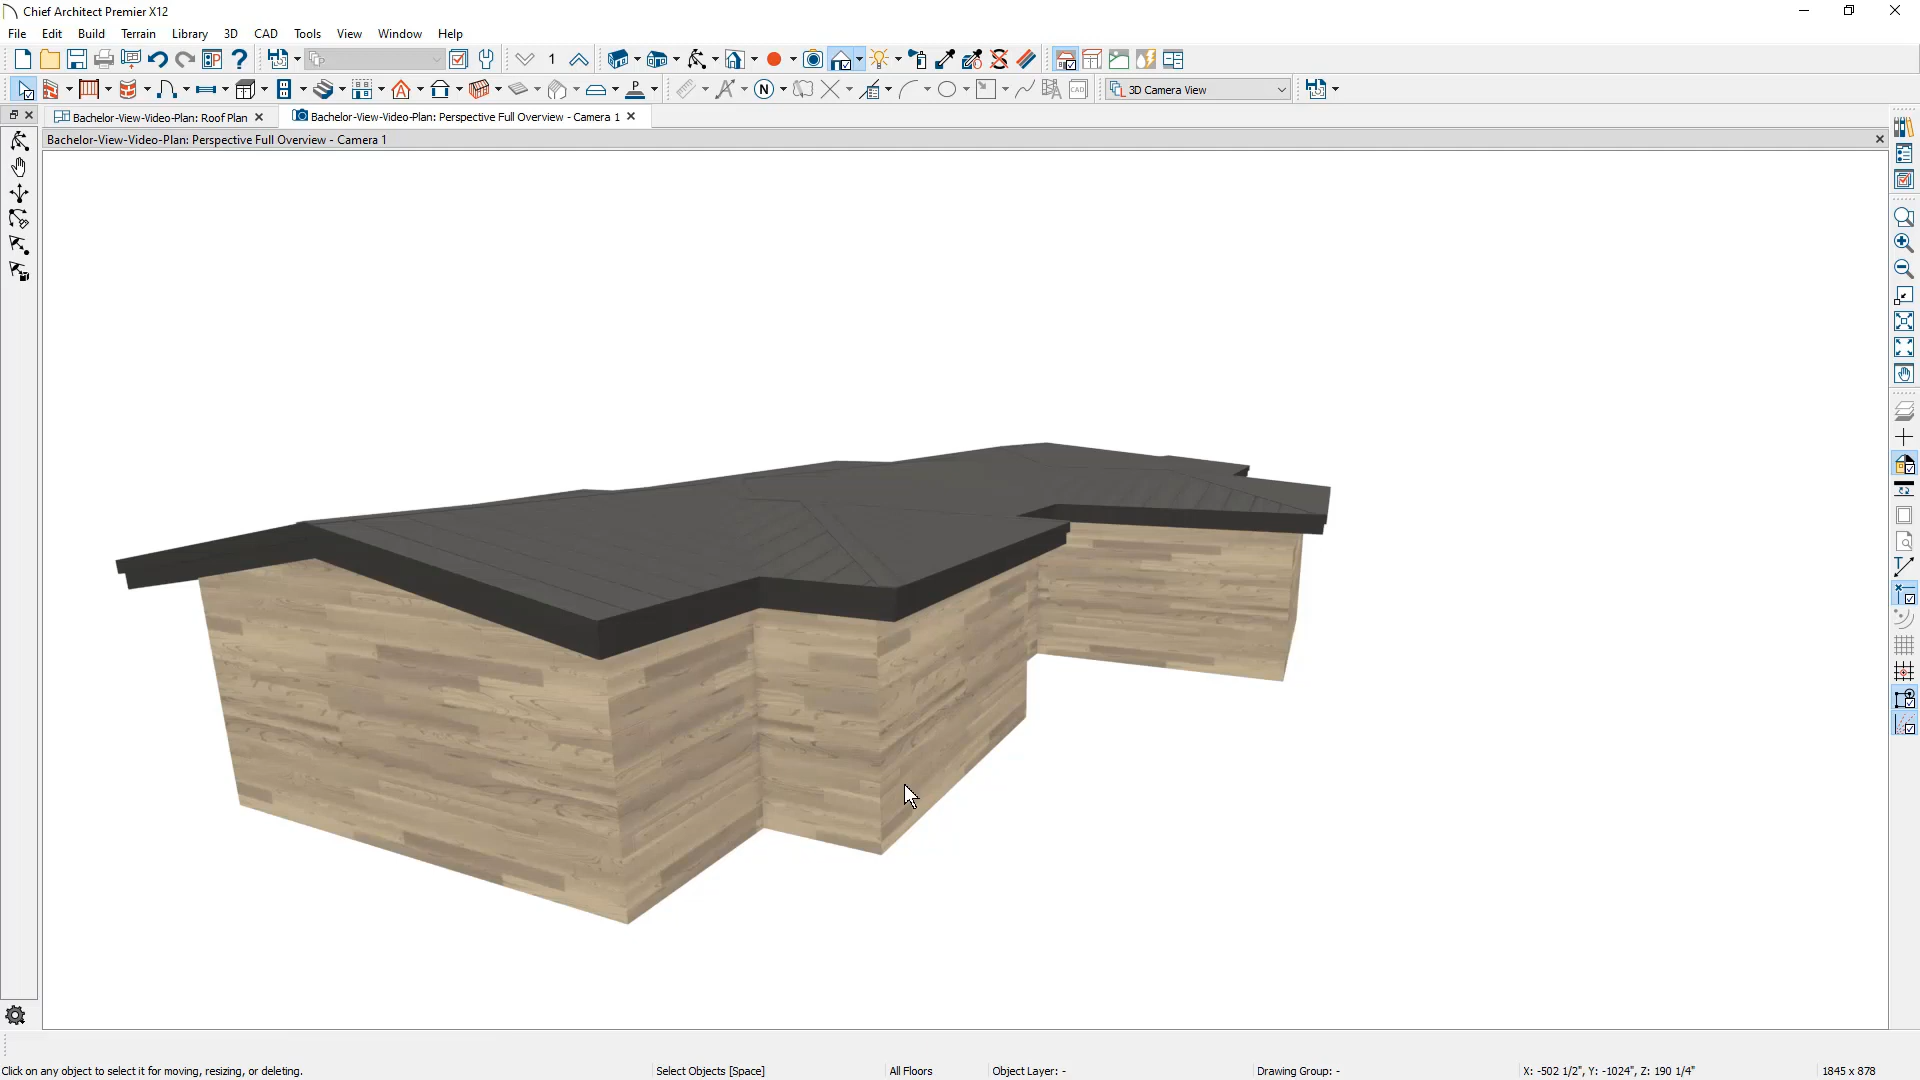 Chief Architect Premier X12
File Edit Build Terrain Library 3D CAD Tools View Window Help
1
N A P CAD 3D Camera View
Bachelor-View-Video-Plan: Roof Plan Bachelor-View-Video-Plan: Perspective Full Overview - Camera 1
Bachelor-View-Video-Plan: Perspective Full Overview - Camera 1
T
Click on any object to select it for moving, resizing, or deleting. Select Objects [Space] All Floors Object Layer: - Drawing Group: - X: -502 1/2", Y: -1024", Z: 190 1/4" 1845 x 878